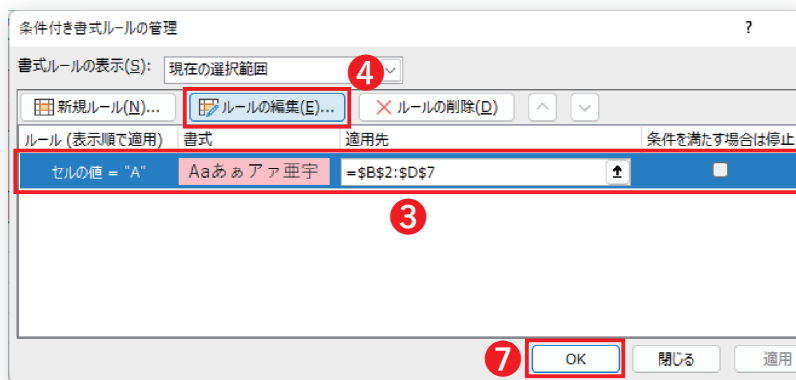 条件付き書式ルールの管理 ?
書式ルールの表示(S): 現在の選択範囲
4
新規ルール(N)... ルールの編集(E)... ルールの削除(D)
ルール (表示順で適用) 書式 適用先 条件を満たす場合は停止
セルの値 = "A" Aaあぁアァ亜宇 =$B$2:$D$7
3
7 OK 閉じる 適用